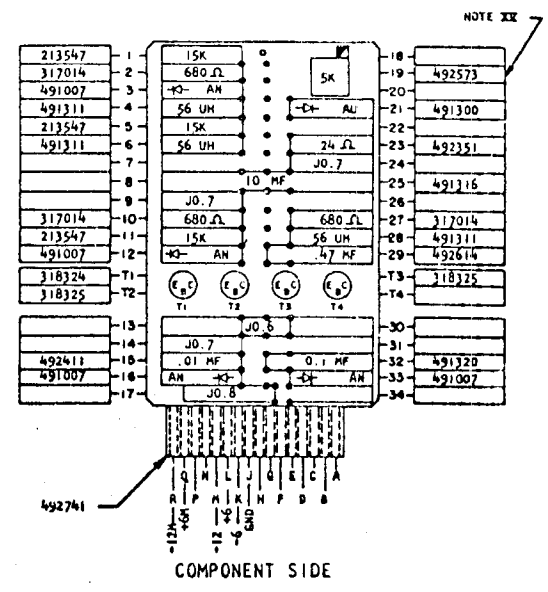 NOTE XX
213547 1 15K 18
317014 2 680 Ω 5K 19 492573
491007 3 AN 20
491311 4 56 UH AU 21 491300
213547 5 15K 22
491311 6 56 UH 24 Ω 23 492351
7 J0.7 24
8 10 MF 25 491316
9 J0.7 26
317014 10 680 Ω 680 Ω 27 317014
213547 11 15K 56 UH 28 491311
491007 12 AN .47 MF 29 492614
318324 T1 E B C E B C E B C E B C T3 318325
318325 T2 T1 T2 T3 T4 T4
13 J0.6 30
14 J0.7 31
492411 15 .01 MF 0.1 MF 32 491320
491007 16 AN AN 33 491007
17 J0.8 34
Q N L J G E C A
R P M K H F D B
492741
-12M +6M +12 +6 -6 GND
COMPONENT SIDE